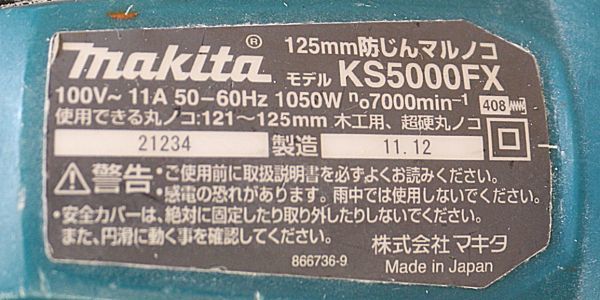 makita® 125mm防じんマルノコ
モデル KS5000FX
100V~ 11A 50-60Hz 1050W no7000min-1 408
使用できる丸ノコ:121~125mm 木工用、超硬丸ノコ
21234 製造 11.12
警告 ・ご使用前に取扱説明書を必ずよくお読みください。
・感電の恐れがあります。雨中では使用しないでください。
・安全カバーは、絶対に固定したり取り外したりしないでください。
また、円滑に動く事を確認してください。
株式会社 マキタ
866736-9 Made in Japan